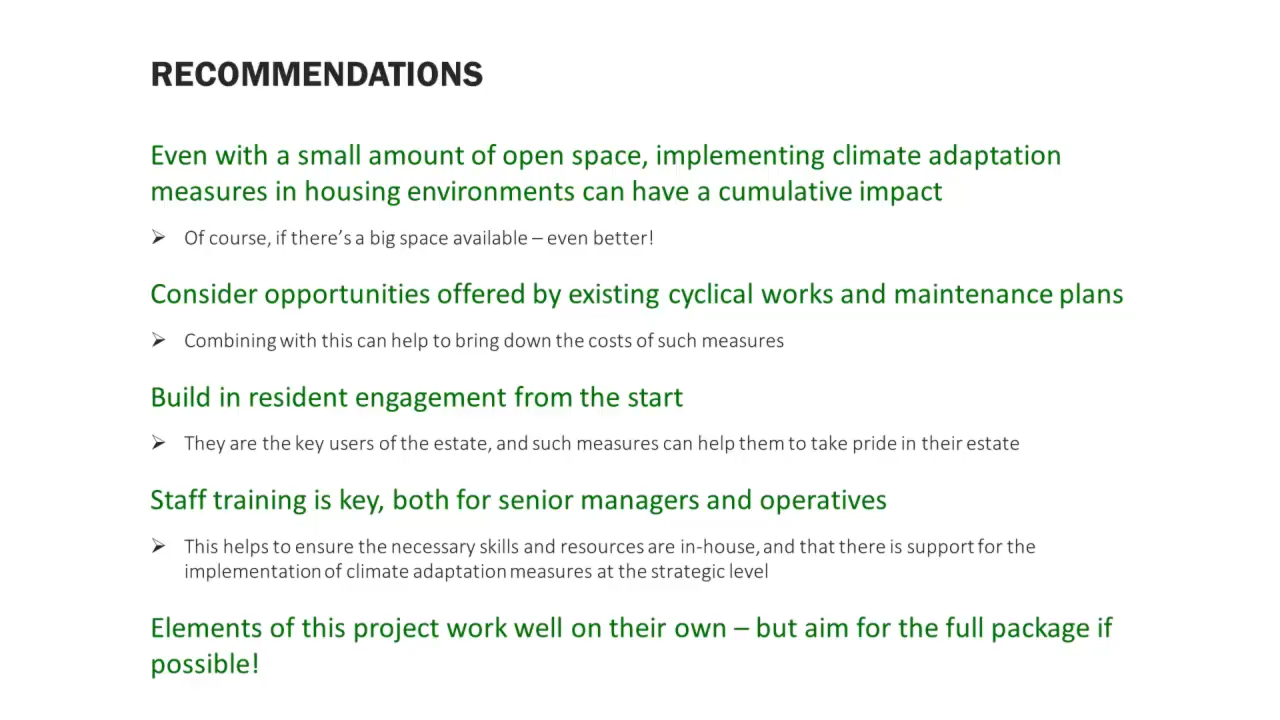 RECOMMENDATIONS
Even with a small amount of open space, implementing climate adaptation
measures in housing environments can have a cumulative impact
➢ Of course, if there’s a big space available – even better!
Consider opportunities offered by existing cyclical works and maintenance plans
➢ Combining with this can help to bring down the costs of such measures
Build in resident engagement from the start
➢ They are the key users of the estate, and such measures can help them to take pride in their estate
Staff training is key, both for senior managers and operatives
➢ This helps to ensure the necessary skills and resources are in-house, and that there is support for the
implementation of climate adaptation measures at the strategic level
Elements of this project work well on their own – but aim for the full package if
possible!